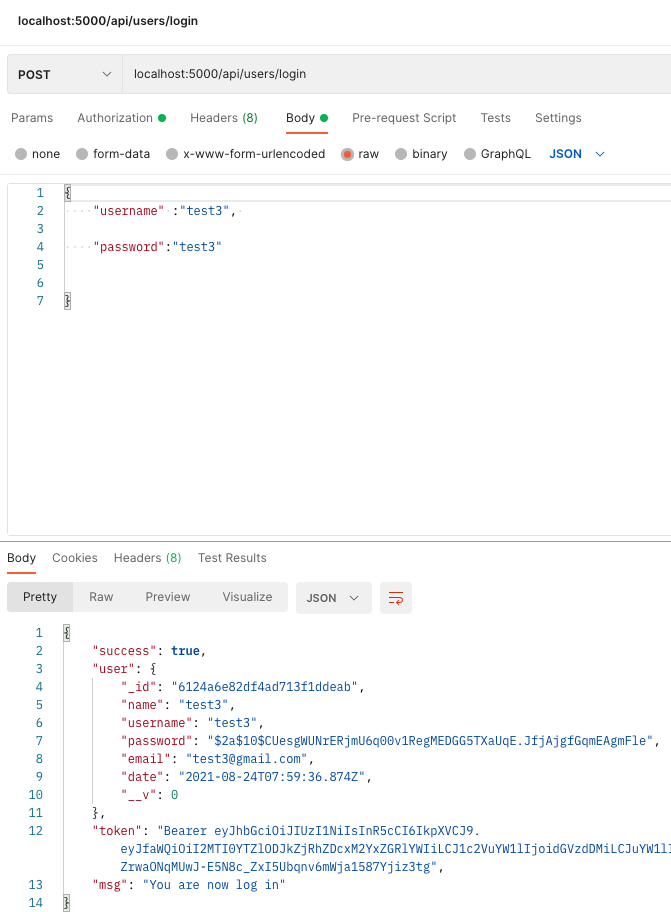 localhost:5000/api/users/login
POST localhost:5000/api/users/login
Params Authorization Headers (8) Body Pre-request Script Tests Settings
none form-data x-www-form-urlencoded raw binary GraphQL JSON
1 {
2 "username" :"test3",
3
4 "password":"test3"
5
6
7 }
Body Cookies Headers (8) Test Results
Pretty Raw Preview Visualize JSON
1 {
2 "success": true,
3 "user": {
4 "_id": "6124a6e82df4ad713f1ddeab",
5 "name": "test3",
6 "username": "test3",
7 "password": "$2a$10$CUesgWUNrERjmU6q00v1RegMEDGG5TXaUqE.JfjAjgfGqmEAgmFle",
8 "email": "test3@gmail.com",
9 "date": "2021-08-24T07:59:36.874Z",
10 "__v": 0
11 },
12 "token": "Bearer eyJhbGciOiJIUzI1NiIsInR5cCI6IkpXVCJ9.
eyJfaWQiOiI2MTI0YTZlODJkZjRhZDcxM2YxZGRlYWIiLCJ1c2VuYW1lIjoidGVzdDMiLCJuYW1lI
ZrwaONqMUwJ-E5N8c_ZxI5Ubqnv6mWja1587Yjiz3tg",
13 "msg": "You are now log in"
14 }